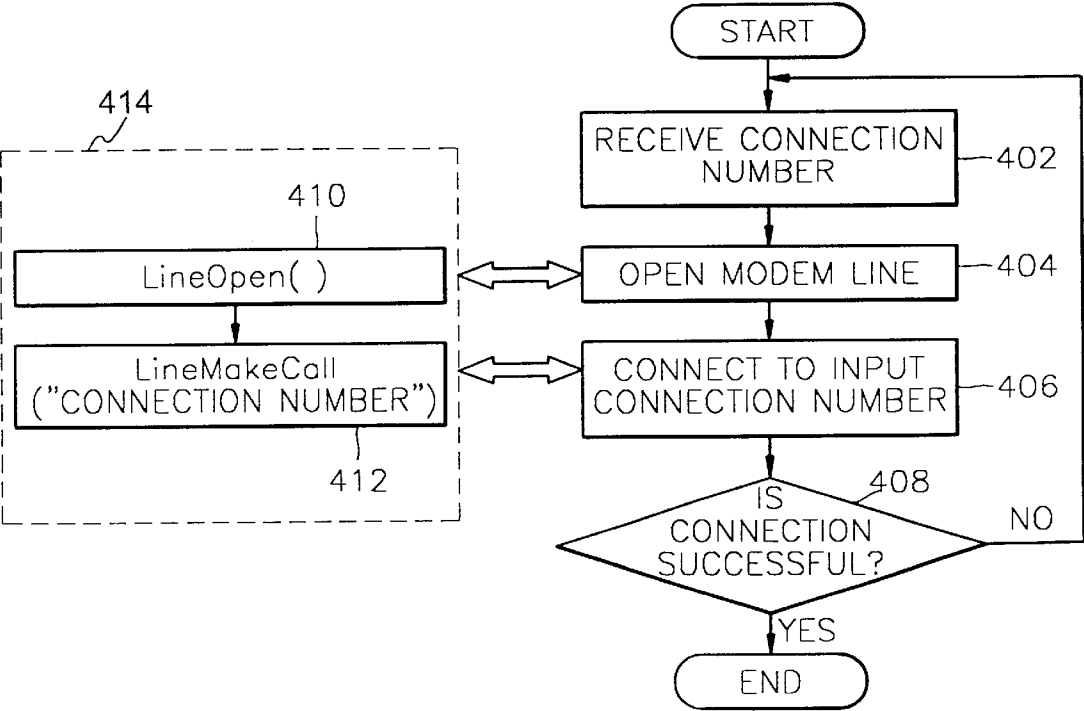 START
414
RECEIVE CONNECTION
NUMBER
402
410
LineOpen( )
OPEN MODEM LINE
404
LineMakeCall
("CONNECTION NUMBER")
412
CONNECT TO INPUT
CONNECTION NUMBER
406
408
IS
CONNECTION
SUCCESSFUL?
NO
YES
END